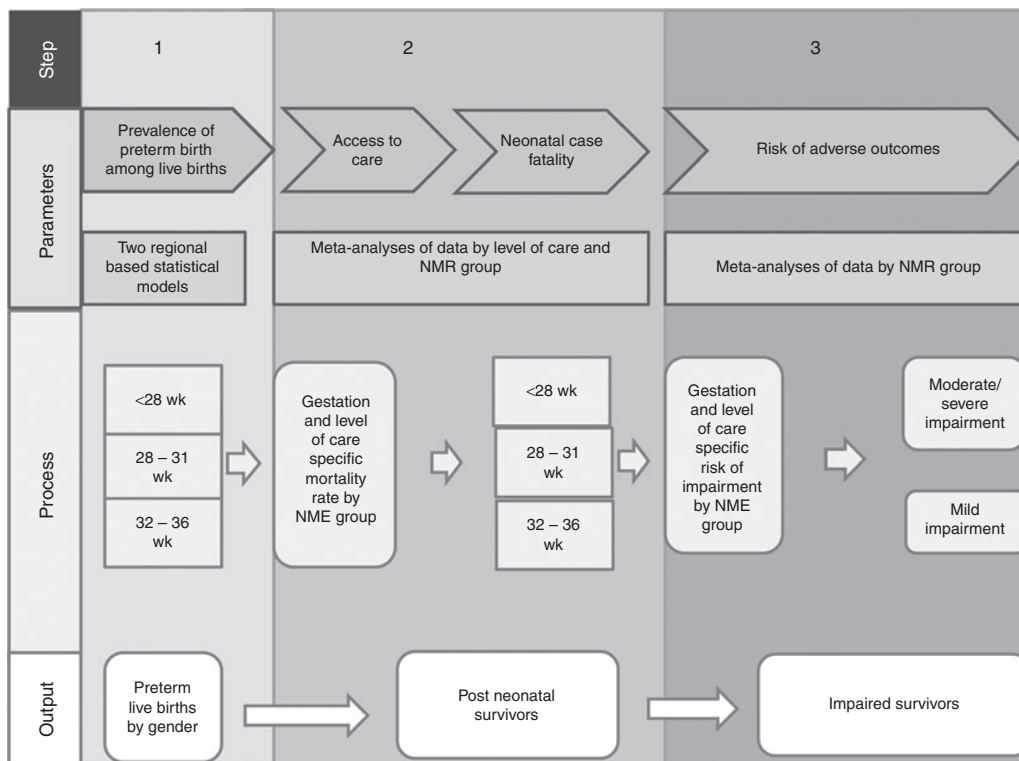 Step
1
2
3
Parameters
Prevalence of
preterm birth
among live births
Access to
care
Neonatal case
fatality
Risk of adverse outcomes
Two regional
based statistical
models
Meta-analyses of data by level of care and
NMR group
Meta-analyses of data by NMR group
Process
<28 wk
28 – 31
wk
32 – 36
wk
Gestation
and level
of care
specific
mortality
rate by
NME group
<28 wk
28 – 31
wk
32 – 36
wk
Gestation
and level
of care
specific
risk of
impairment
by NME
group
Moderate/
severe
impairment
Mild
impairment
Output
Preterm
live births
by gender
Post neonatal
survivors
Impaired survivors